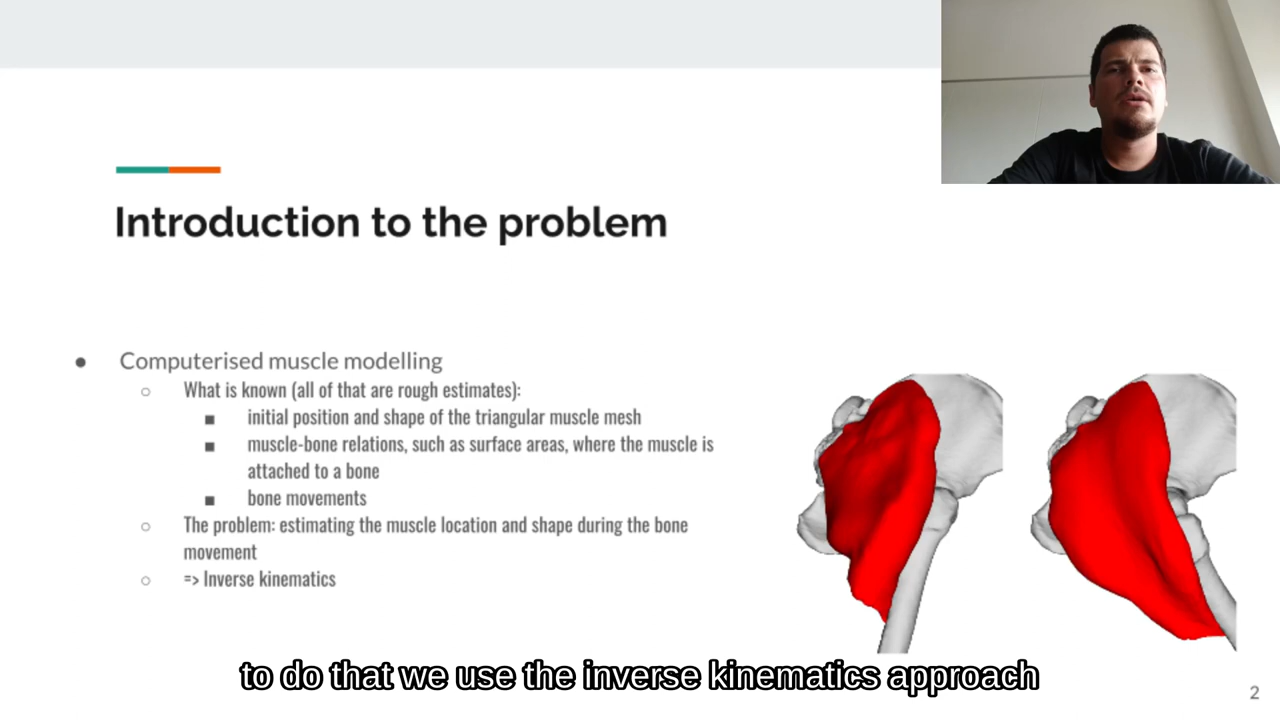 Introduction to the problem
● Computerised muscle modelling
○ What is known (all of that are rough estimates):
■ initial position and shape of the triangular muscle mesh
■ muscle-bone relations, such as surface areas, where the muscle is
attached to a bone
■ bone movements
○ The problem: estimating the muscle location and shape during the bone
movement
○ => Inverse kinematics
to do that we use the inverse kinematics approach
2